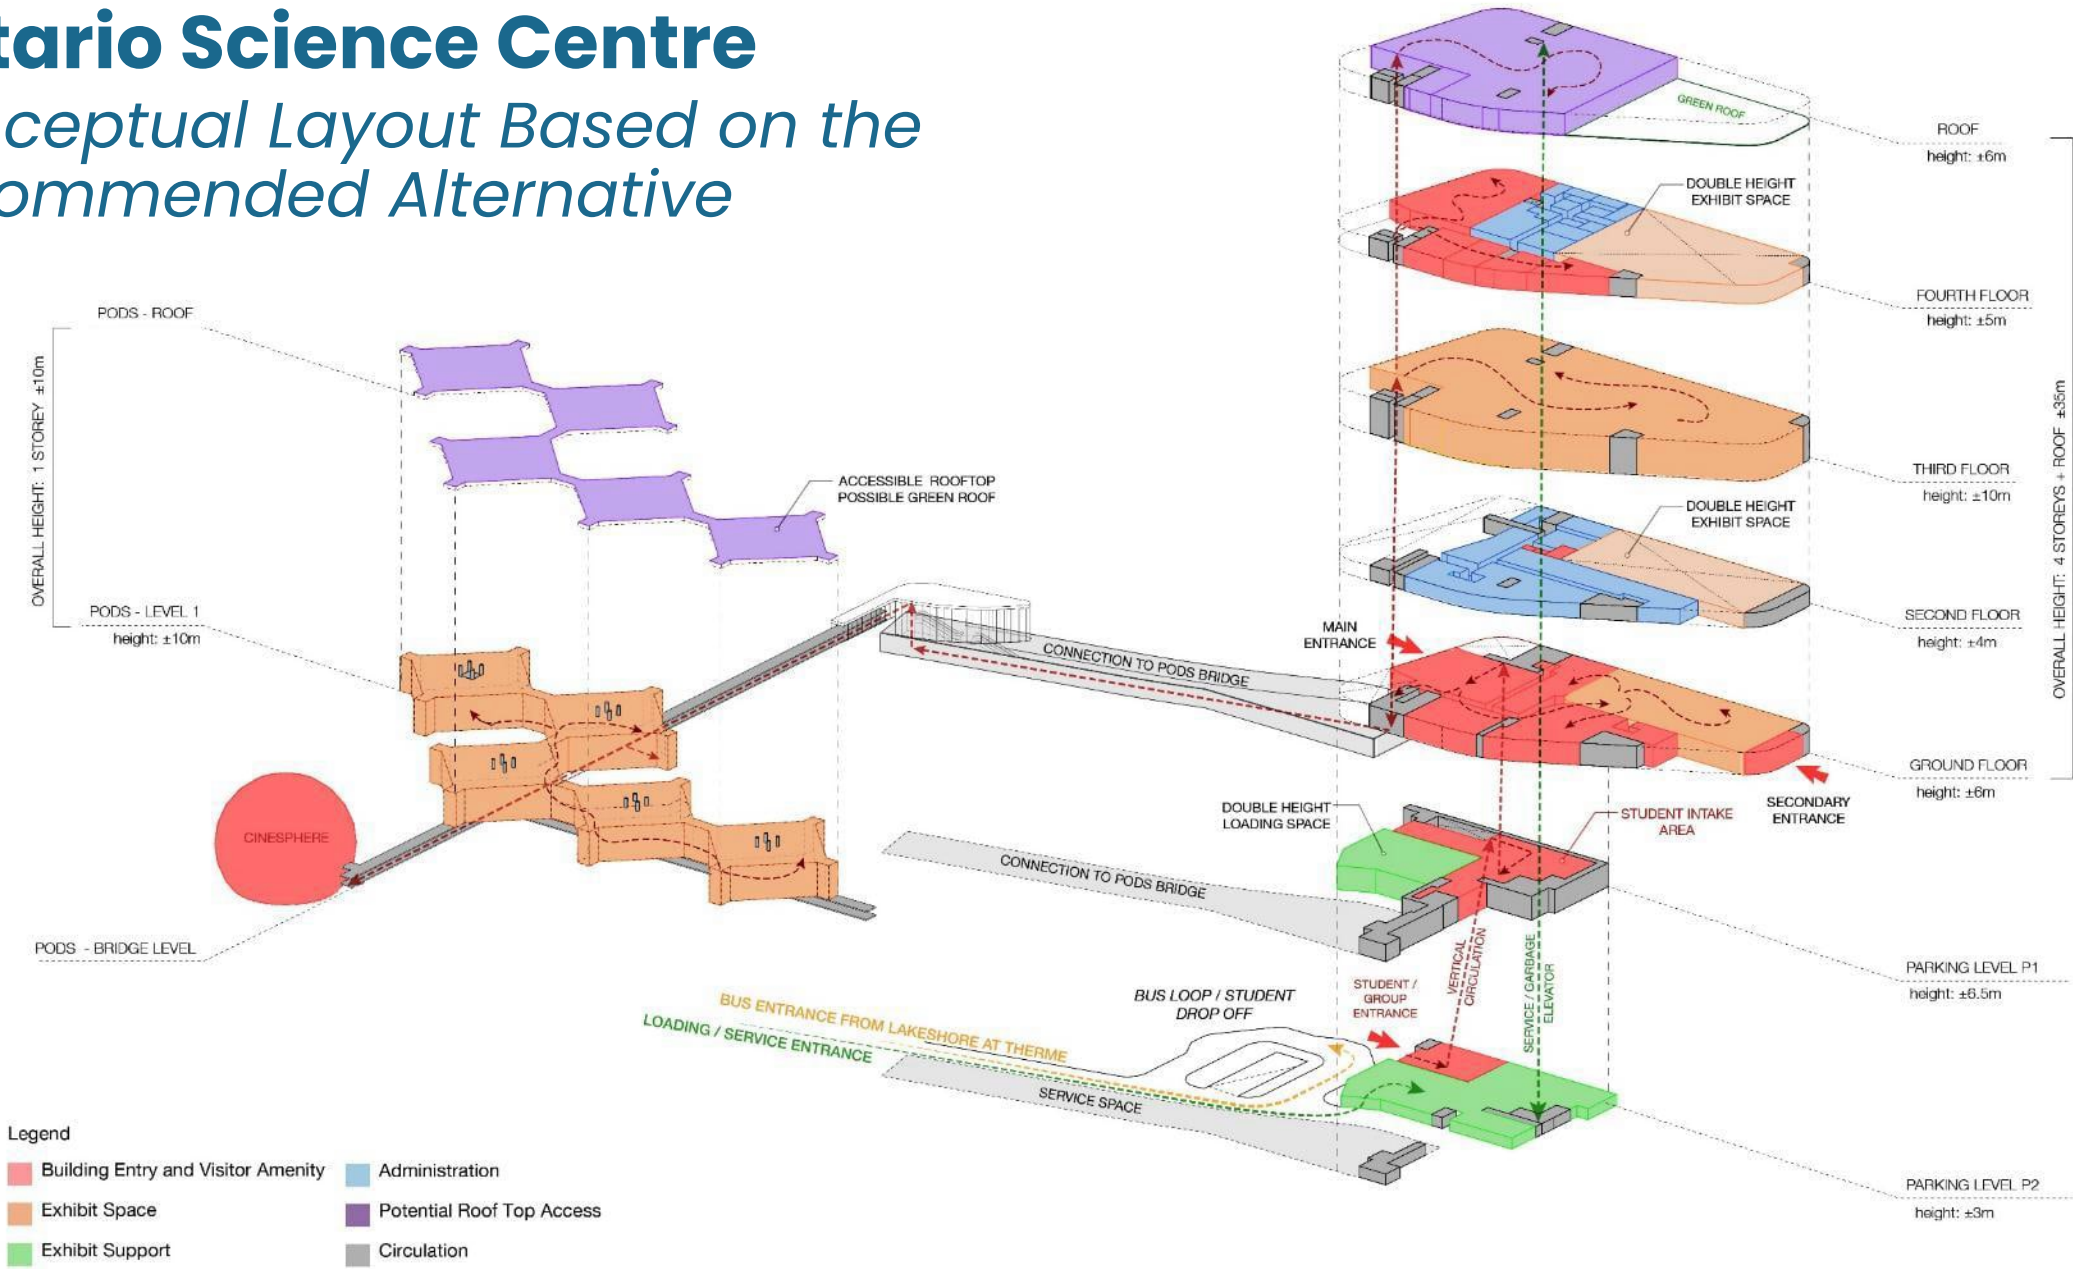 tario Science Centre
ceptual Layout Based on the
ommended Alternative
GREEN ROOF
ROOF
height: ±6m
DOUBLE HEIGHT
EXHIBIT SPACE
FOURTH FLOOR
height: ±5m
THIRD FLOOR
height: ±10m
DOUBLE HEIGHT
EXHIBIT SPACE
SECOND FLOOR
height: ±4m
MAIN
ENTRANCE
GROUND FLOOR
height: ±6m
SECONDARY
ENTRANCE
OVERALL HEIGHT: 4 STOREYS + ROOF ±35m
PODS - ROOF
OVERALL HEIGHT: 1 STOREY ±10m
ACCESSIBLE ROOFTOP
POSSIBLE GREEN ROOF
PODS - LEVEL 1
height: ±10m
CONNECTION TO PODS BRIDGE
CINESPHERE
PODS - BRIDGE LEVEL
DOUBLE HEIGHT
LOADING SPACE
STUDENT INTAKE
AREA
CONNECTION TO PODS BRIDGE
PARKING LEVEL P1
height: ±6.5m
VERTICAL
CIRCULATION
SERVICE / GARBAGE
ELEVATOR
STUDENT /
GROUP
ENTRANCE
BUS LOOP / STUDENT
DROP OFF
BUS ENTRANCE FROM LAKESHORE AT THERME
LOADING / SERVICE ENTRANCE
SERVICE SPACE
PARKING LEVEL P2
height: ±3m
Legend
Building Entry and Visitor Amenity
Exhibit Space
Exhibit Support
Administration
Potential Roof Top Access
Circulation